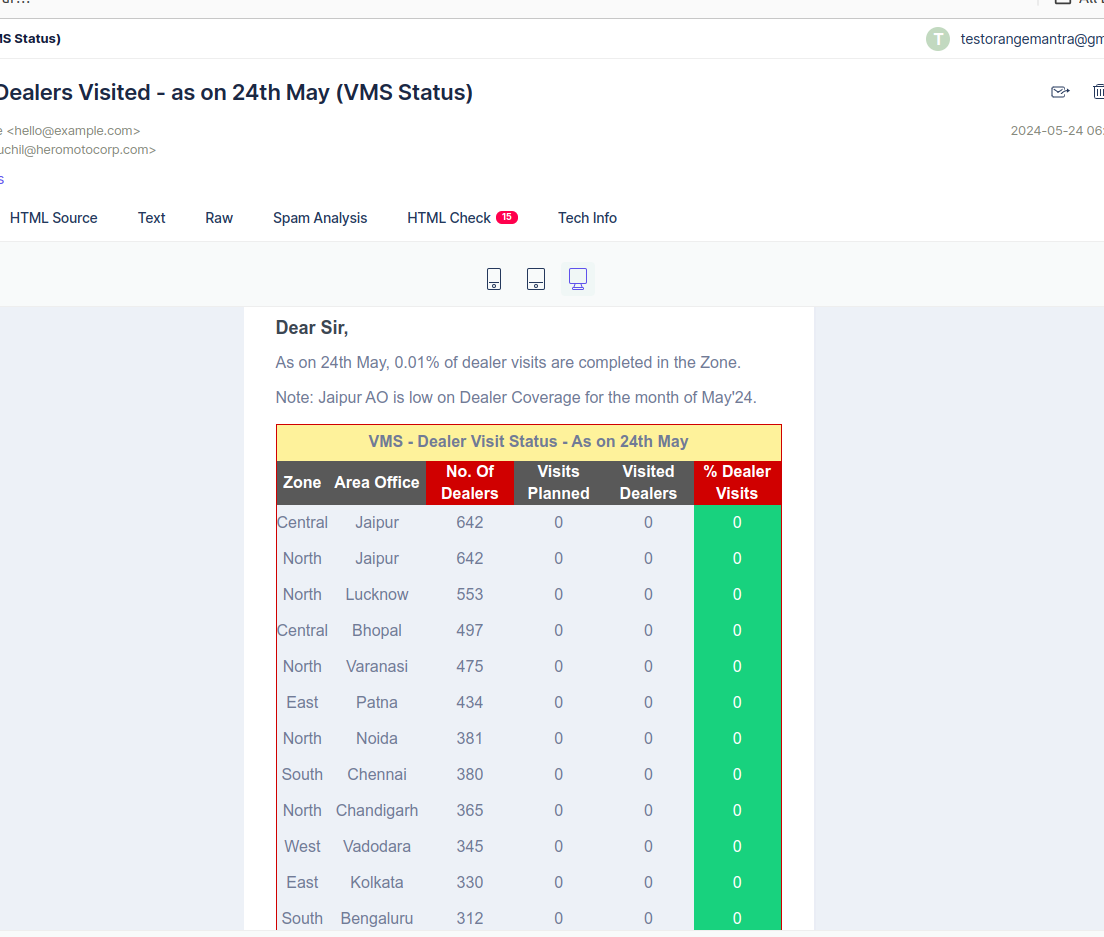 MS Status)
T testorangemantra@gm
Dealers Visited - as on 24th May (VMS Status)
<hello@example.com>
uchil@heromotocorp.com>
2024-05-24 06:
s
HTML Source Text Raw Spam Analysis HTML Check 15 Tech Info
Dear Sir,
As on 24th May, 0.01% of dealer visits are completed in the Zone.
Note: Jaipur AO is low on Dealer Coverage for the month of May'24.
VMS - Dealer Visit Status - As on 24th May
Zone Area Office No. Of Dealers Visits Planned Visited Dealers % Dealer Visits
Central Jaipur 642 0 0 0
North Jaipur 642 0 0 0
North Lucknow 553 0 0 0
Central Bhopal 497 0 0 0
North Varanasi 475 0 0 0
East Patna 434 0 0 0
North Noida 381 0 0 0
South Chennai 380 0 0 0
North Chandigarh 365 0 0 0
West Vadodara 345 0 0 0
East Kolkata 330 0 0 0
South Bengaluru 312 0 0 0